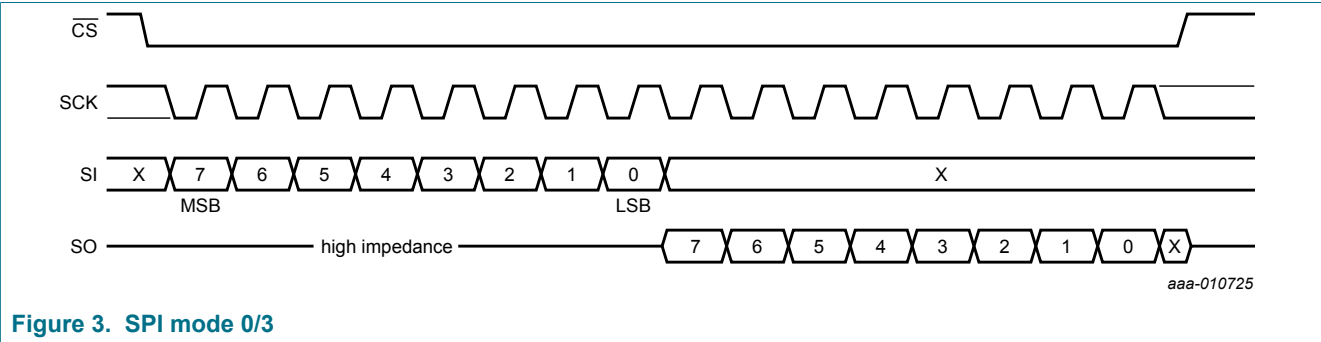 CS
SCK
SI X 7 6 5 4 3 2 1 0 X
MSB LSB
SO high impedance 7 6 5 4 3 2 1 0 X
aaa-010725
Figure 3. SPI mode 0/3